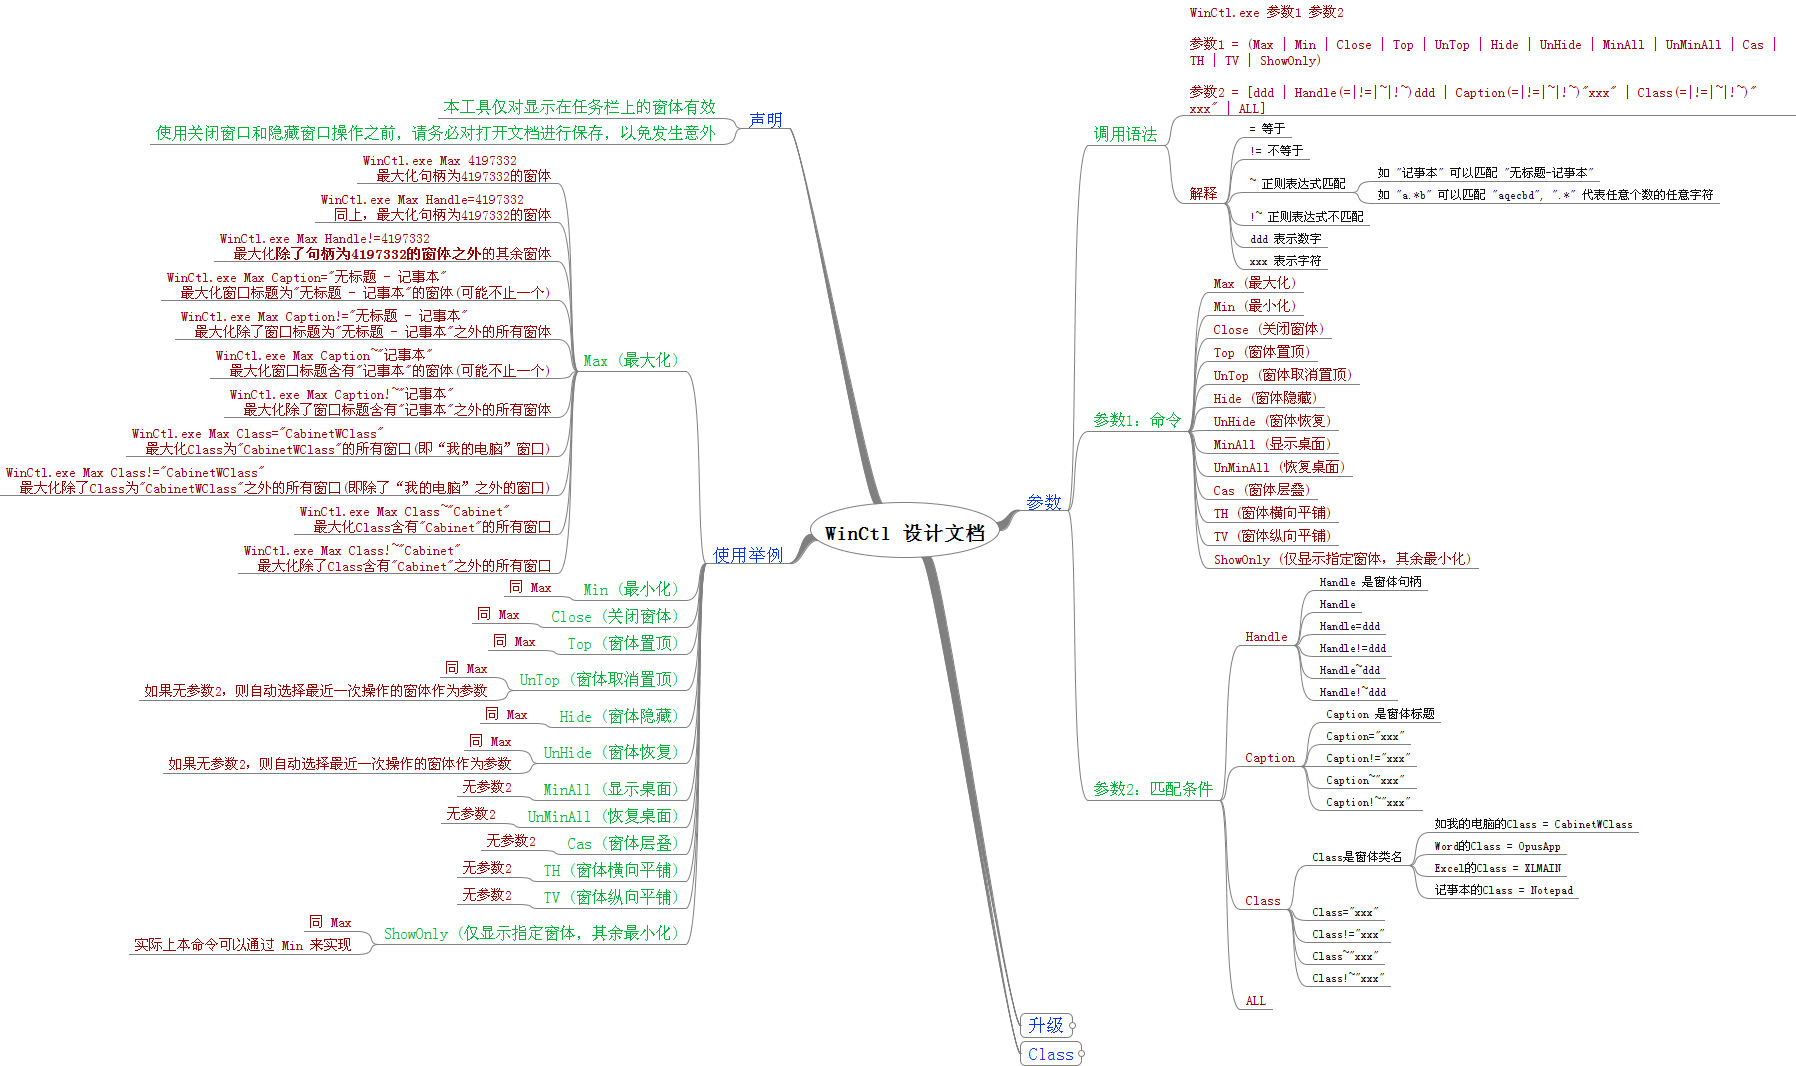 WinCtl 设计文档
声明
本工具仅对显示在任务栏上的窗体有效
使用关闭窗口和隐藏窗口操作之前，请务必对打开文档进行保存，以免发生意外
使用举例
Max (最大化)
WinCtl.exe Max 4197332
最大化句柄为4197332的窗体
WinCtl.exe Max Handle=4197332
同上，最大化句柄为4197332的窗体
WinCtl.exe Max Handle!=4197332
最大化除了句柄为4197332的窗体之外的其余窗体
WinCtl.exe Max Caption="无标题 - 记事本"
最大化窗口标题为"无标题 - 记事本"的窗体(可能不止一个)
WinCtl.exe Max Caption!="无标题 - 记事本"
最大化除了窗口标题为"无标题 - 记事本"之外的所有窗体
WinCtl.exe Max Caption~"记事本"
最大化窗口标题含有"记事本"的窗体(可能不止一个)
WinCtl.exe Max Caption!~"记事本"
最大化除了窗口标题含有"记事本"之外的所有窗体
WinCtl.exe Max Class="CabinetWClass"
最大化Class为"CabinetWClass"的所有窗口(即“我的电脑”窗口)
WinCtl.exe Max Class!="CabinetWClass"
最大化除了Class为"CabinetWClass"之外的所有窗口(即除了“我的电脑”之外的窗口)
WinCtl.exe Max Class~"Cabinet"
最大化Class含有"Cabinet"的所有窗口
WinCtl.exe Max Class!~"Cabinet"
最大化除了Class含有"Cabinet"之外的所有窗口
Min (最小化)
同 Max
Close (关闭窗体)
同 Max
Top (窗体置顶)
同 Max
UnTop (窗体取消置顶)
同 Max
如果无参数2，则自动选择最近一次操作的窗体作为参数
Hide (窗体隐藏)
同 Max
UnHide (窗体恢复)
同 Max
如果无参数2，则自动选择最近一次操作的窗体作为参数
MinAll (显示桌面)
无参数2
UnMinAll (恢复桌面)
无参数2
Cas (窗体层叠)
无参数2
TH (窗体横向平铺)
无参数2
TV (窗体纵向平铺)
无参数2
ShowOnly (仅显示指定窗体，其余最小化)
同 Max
实际上本命令可以通过 Min 来实现
参数
调用语法
WinCtl.exe 参数1 参数2
参数1 = (Max | Min | Close | Top | UnTop | Hide | UnHide | MinAll | UnMinAll | Cas |
TH | TV | ShowOnly)
参数2 = [ddd | Handle(=|!=|~|!~)ddd | Caption(=|!=|~|!~)"xxx" | Class(=|!=|~|!~)"
xxx" | ALL]
解释
= 等于
!= 不等于
~ 正则表达式匹配
如 "记事本" 可以匹配 "无标题-记事本"
如 "a.*b" 可以匹配 "aqecbd", ".*" 代表任意个数的任意字符
!~ 正则表达式不匹配
ddd 表示数字
xxx 表示字符
参数1：命令
Max (最大化)
Min (最小化)
Close (关闭窗体)
Top (窗体置顶)
UnTop (窗体取消置顶)
Hide (窗体隐藏)
UnHide (窗体恢复)
MinAll (显示桌面)
UnMinAll (恢复桌面)
Cas (窗体层叠)
TH (窗体横向平铺)
TV (窗体纵向平铺)
ShowOnly (仅显示指定窗体，其余最小化)
参数2：匹配条件
Handle
Handle 是窗体句柄
Handle
Handle=ddd
Handle!=ddd
Handle~ddd
Handle!~ddd
Caption
Caption 是窗体标题
Caption="xxx"
Caption!="xxx"
Caption~"xxx"
Caption!~"xxx"
Class
Class是窗体类名
如我的电脑的Class = CabinetWClass
Word的Class = OpusApp
Excel的Class = XLMAIN
记事本的Class = Notepad
Class="xxx"
Class!="xxx"
Class~"xxx"
Class!~"xxx"
ALL
升级
Class